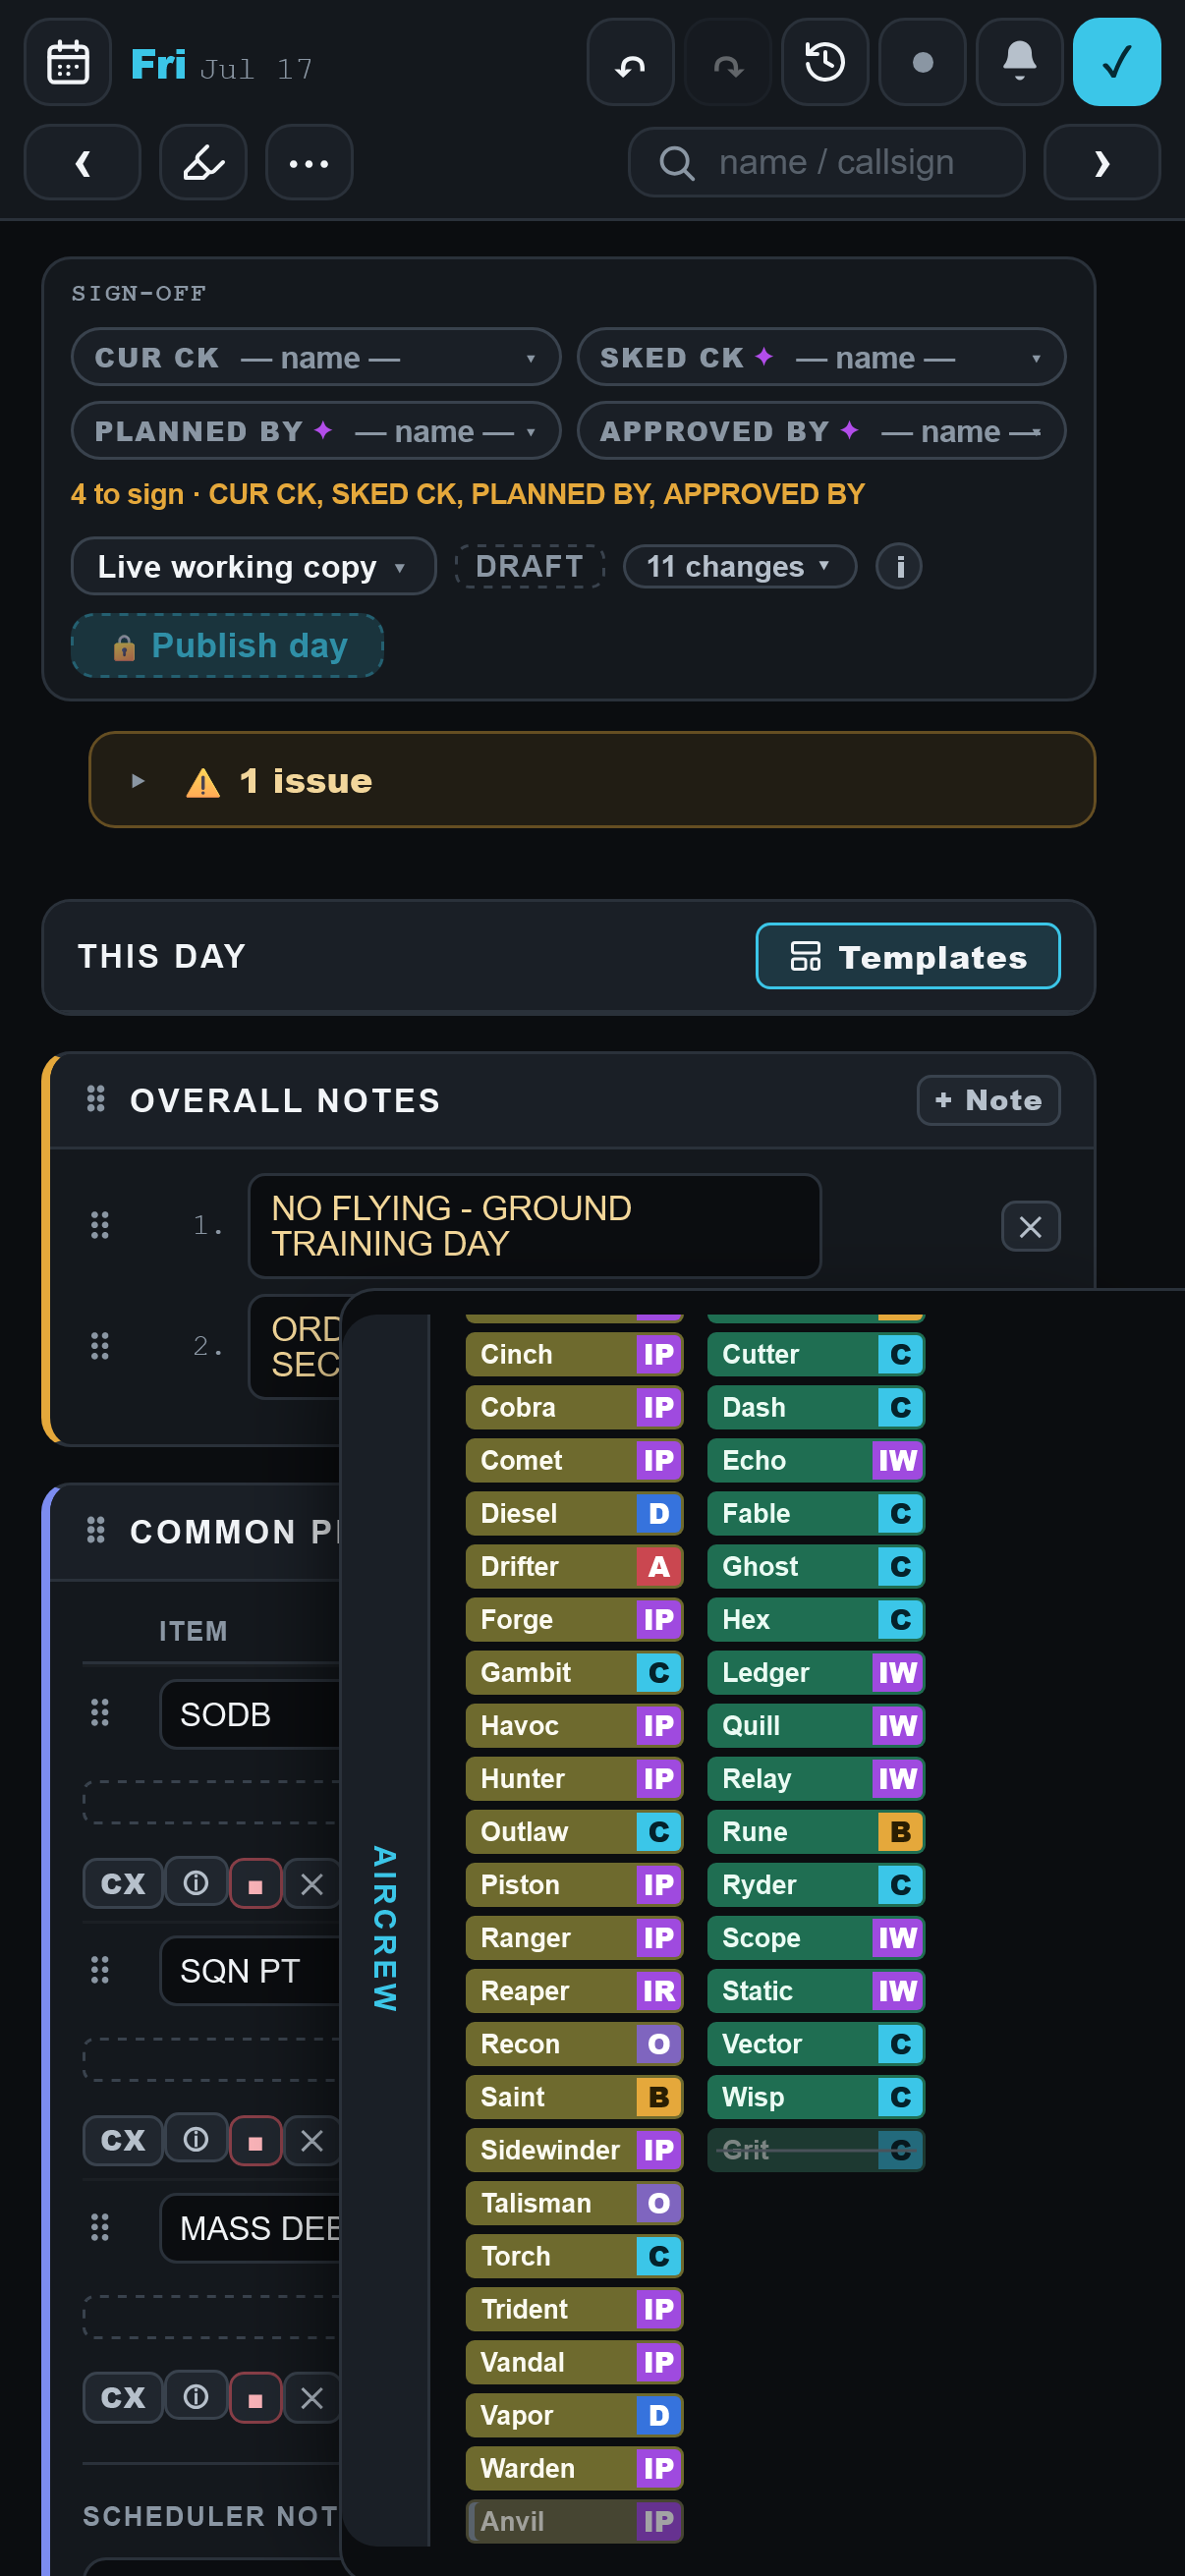 Fri Jul 17
name / callsign
SIGN-OFF
CUR CK — name —
SKED CK — name —
PLANNED BY — name —
APPROVED BY — name —
4 to sign · CUR CK, SKED CK, PLANNED BY, APPROVED BY
Live working copy
DRAFT
11 changes
i
Publish day
1 issue
THIS DAY
Templates
OVERALL NOTES
+ Note
1. NO FLYING - GROUND
TRAINING DAY
2. ORD
SEC
COMMON
ITEM
SODB
CX
SQN PT
CX
MASS
CX
SCHEDULER
AIRCREW
Cinch IP
Cobra IP
Comet IP
Diesel D
Drifter A
Forge IP
Gambit C
Havoc IP
Hunter IP
Outlaw C
Piston IP
Ranger IP
Reaper IR
Recon O
Saint B
Sidewinder IP
Talisman O
Torch C
Trident IP
Vandal IP
Vapor D
Warden IP
Anvil IP
Cutter C
Dash C
Echo IW
Fable C
Ghost C
Hex C
Ledger IW
Quill IW
Relay IW
Rune B
Ryder C
Scope IW
Static IW
Vector C
Wisp C
Grit C